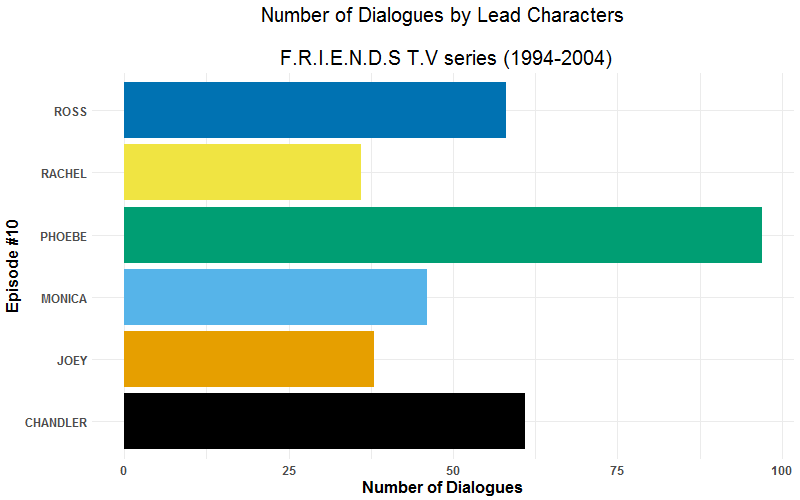 Number of Dialogues by Lead Characters
F.R.I.E.N.D.S T.V series (1994-2004)
Episode #10
ROSS
RACHEL
PHOEBE
MONICA
JOEY
CHANDLER
0 25 50 75 100
Number of Dialogues